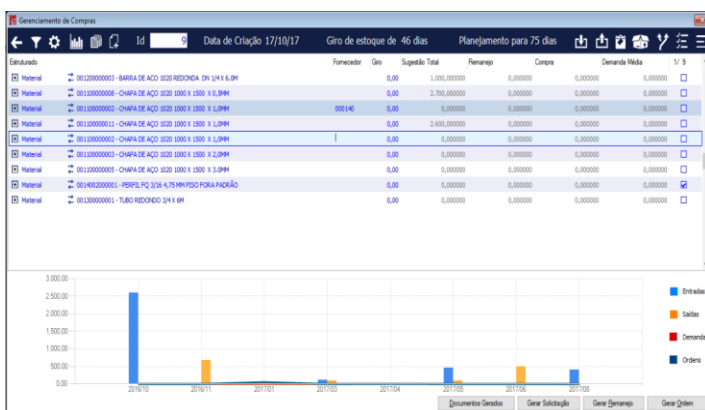 Gerenciamento de Compras
Id 9 Data de Criação 17/10/17 Giro de estoque de 46 dias Planejamento para 75 dias
Estruturado Fornecedor Giro Sugestão Total Remanejo Compra Demanda Média 1/ 9
Material 001200000003 - BARRA DE ACO 1020 REDONDA DN 1/4 X 6.0M 0,00 1.000,000000 0,000000 0,000000 0,000000
Material 001100000008 - CHAPA DE AÇO 1020 1000 X 1500 X 0,5MM 0,00 2.700,000000 0,000000 0,000000 0,000000
Material 001100000002 - CHAPA DE AÇO 1020 1000 X 1500 X 1,0MM 000140 0,00 0,000000 0,000000 0,000000 0,000000
Material 001100000011 - CHAPA DE AÇO 1020 1000 X 1500 X 1,0MM 0,00 2.600,000000 0,000000 0,000000 0,000000
Material 001100000002 - CHAPA DE AÇO 1020 1000 X 1500 X 1,0MM 0,00 0,000000 0,000000 0,000000 0,000000
Material 001100000003 - CHAPA DE AÇO 1020 1000 X 1500 X 2,0MM 0,00 0,000000 0,000000 0,000000 0,000000
Material 001100000005 - CHAPA DE AÇO 1020 1000 X 1500 X 3.0MM 0,00 0,000000 0,000000 0,000000 0,000000
Material 0014002000001 - PERFIL FQ 3/16 4,75 MM PISO FORA PADRÃO 0,00 0,000000 0,000000 0,000000 0,000000
Material 001300000001 - TUBO REDONDO 3/4 X 6M 0,00 0,000000 0,000000 0,000000 0,000000
3.000,00
2.500,00
2.000,00
1.500,00
1.000,00
500,00
0,00
2016/10 2016/11 2017/01 2017/03 2017/04 2017/05 2017/06 2017/08
Entradas
Saídas
Demanda
Ordens
Documentos Gerados Gerar Solicitação Gerar Remanejo Gerar Ordem